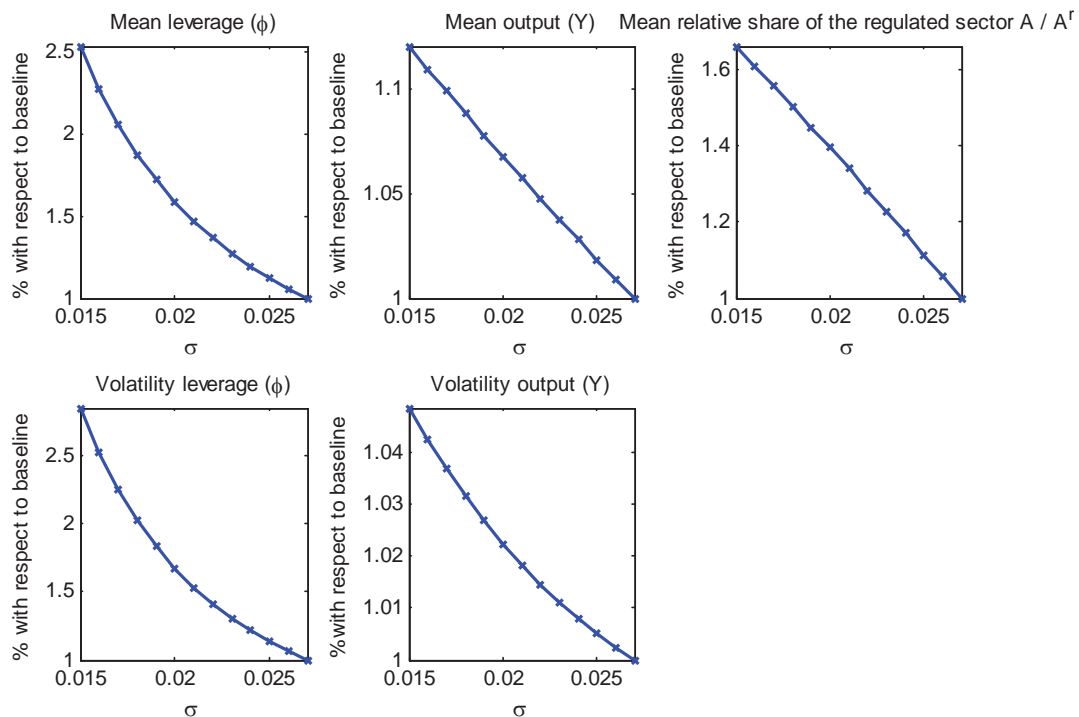 Mean leverage (ϕ)
% with respect to baseline
2.5
2
1.5
1
0.015
0.02
0.025
σ
Mean output (Y)
% with respect to baseline
1.1
1.05
1
0.015
0.02
0.025
σ
Mean relative share of the regulated sector A / A^r
% with respect to baseline
1.6
1.4
1.2
1
0.015
0.02
0.025
σ
Volatility leverage (ϕ)
% with respect to baseline
2.5
2
1.5
1
0.015
0.02
0.025
σ
Volatility output (Y)
%with respect to baseline
1.04
1.03
1.02
1.01
1
0.015
0.02
0.025
σ